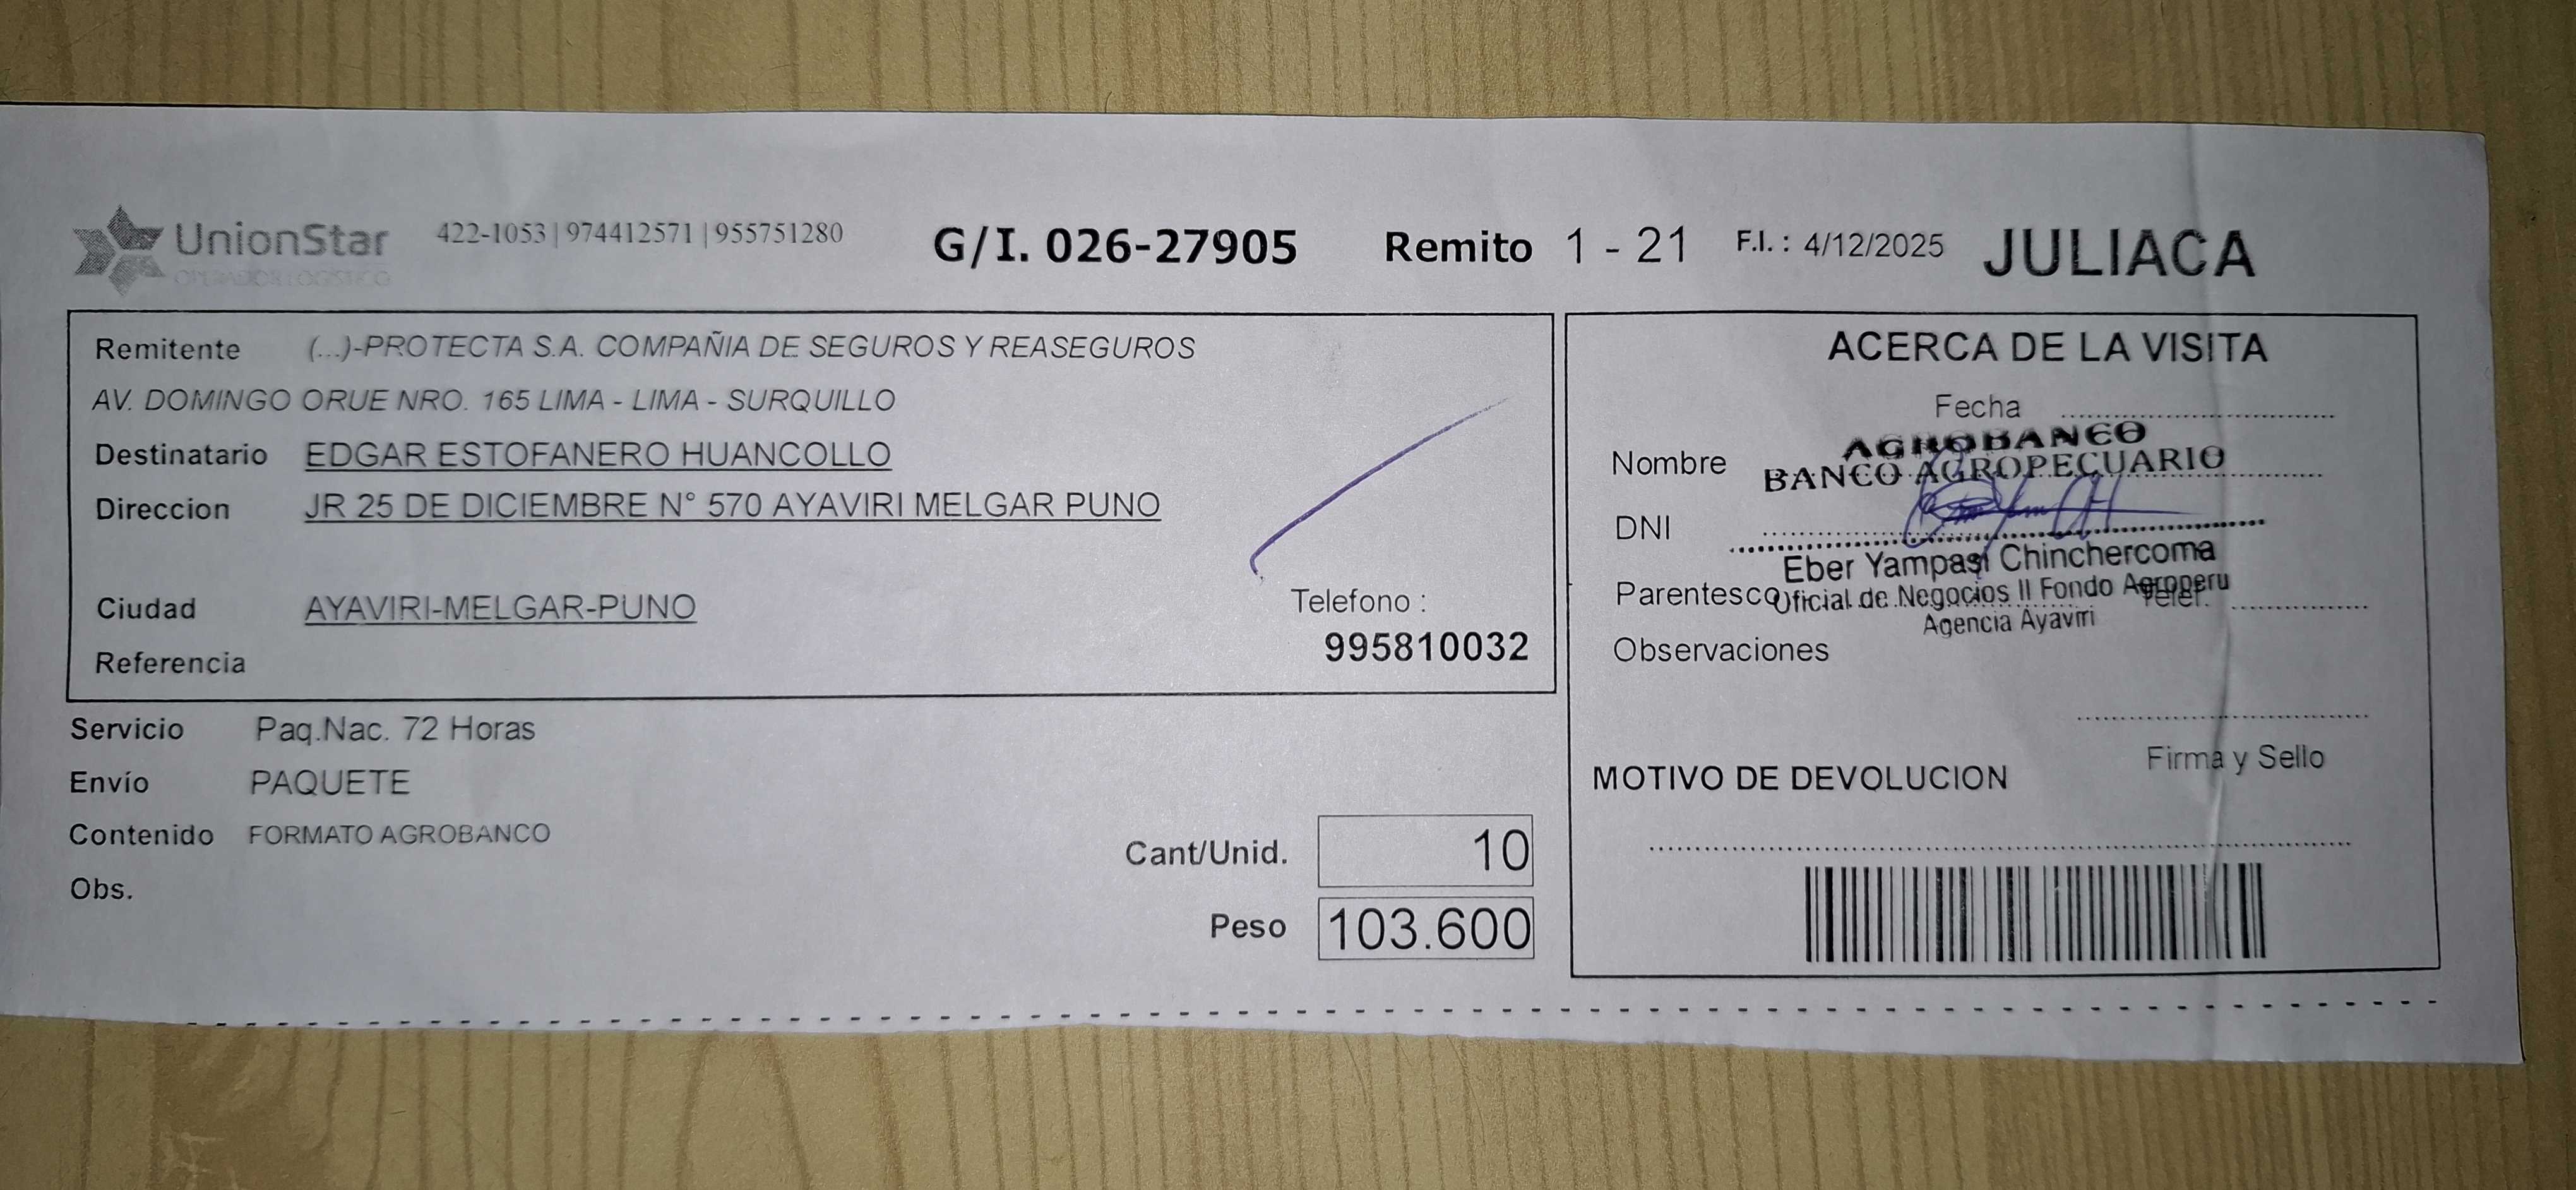 UnionStar 422-1053 | 974412571 | 955751280 G/I. 026-27905 Remito 1 - 21 F.I. : 4/12/2025 JULIACA
OPERADOR LOGISTICO
Remitente (...)-PROTECTA S.A. COMPAÑIA DE SEGUROS Y REASEGUROS
AV. DOMINGO ORUE NRO. 165 LIMA - LIMA - SURQUILLO
Destinatario EDGAR ESTOFANERO HUANCOLLO
Direccion JR 25 DE DICIEMBRE N° 570 AYAVIRI MELGAR PUNO
Ciudad AYAVIRI-MELGAR-PUNO
Telefono :
995810032
Referencia
Servicio Paq.Nac. 72 Horas
Envío PAQUETE
Contenido FORMATO AGROBANCO
Obs.
Cant/Unid. 10
Peso 103.600
ACERCA DE LA VISITA
Fecha
AGROBANCO
Nombre BANCO AGROPECUARIO
DNI
Eber Yampasi Chinchercoma
Parentesco Oficial de Negocios II Fondo Agroperu Telef.
Agencia Ayaviri
Observaciones
Firma y Sello
MOTIVO DE DEVOLUCION